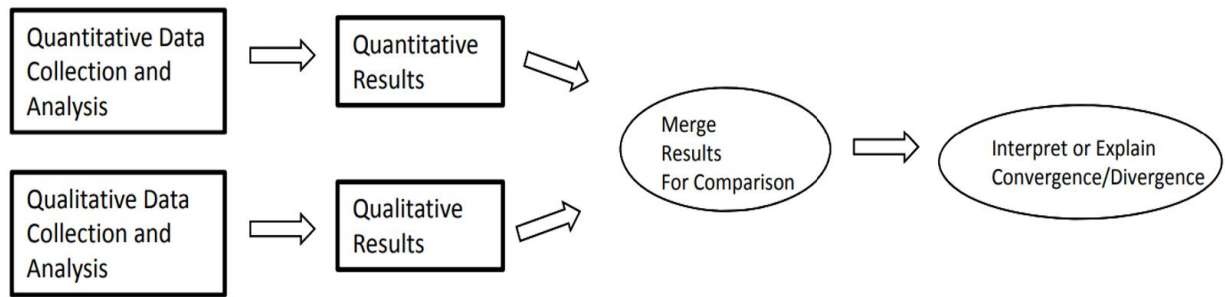 Quantitative Data
Collection and
Analysis
Quantitative
Results
Qualitative Data
Collection and
Analysis
Qualitative
Results
Merge
Results
For Comparison
Interpret or Explain
Convergence/Divergence